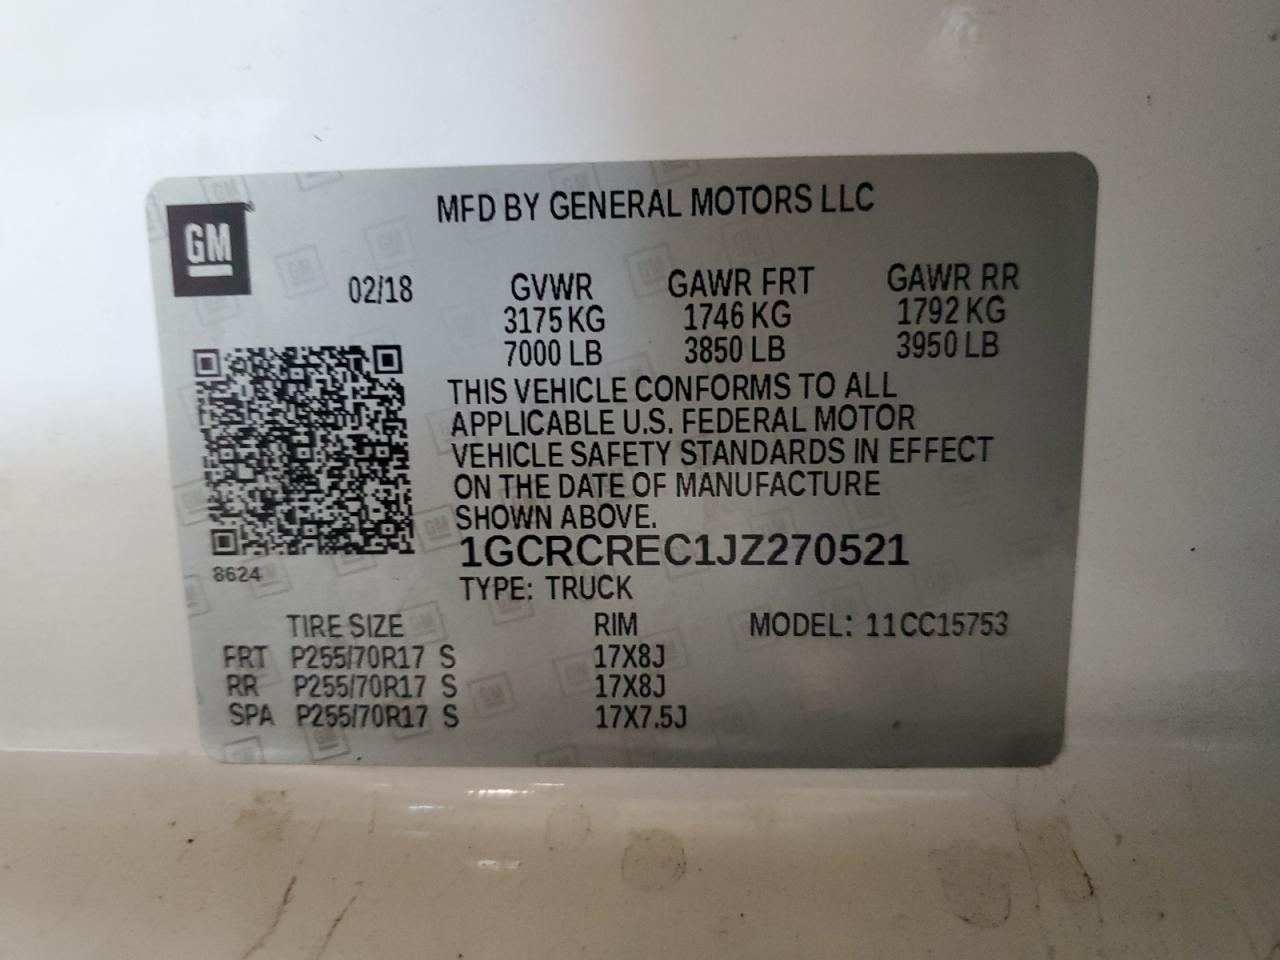 MFD BY GENERAL MOTORS LLC
GM
02/18 GVWR GAWR FRT GAWR RR
3175 KG 1746 KG 1792 KG
7000 LB 3850 LB 3950 LB
THIS VEHICLE CONFORMS TO ALL
APPLICABLE U.S. FEDERAL MOTOR
VEHICLE SAFETY STANDARDS IN EFFECT
ON THE DATE OF MANUFACTURE
SHOWN ABOVE.
1GCRCREC1JZ270521
8624
TYPE: TRUCK
TIRE SIZE RIM MODEL: 11CC15753
FRT P255/70R17 S 17X8J
RR P255/70R17 S 17X8J
SPA P255/70R17 S 17X7.5J